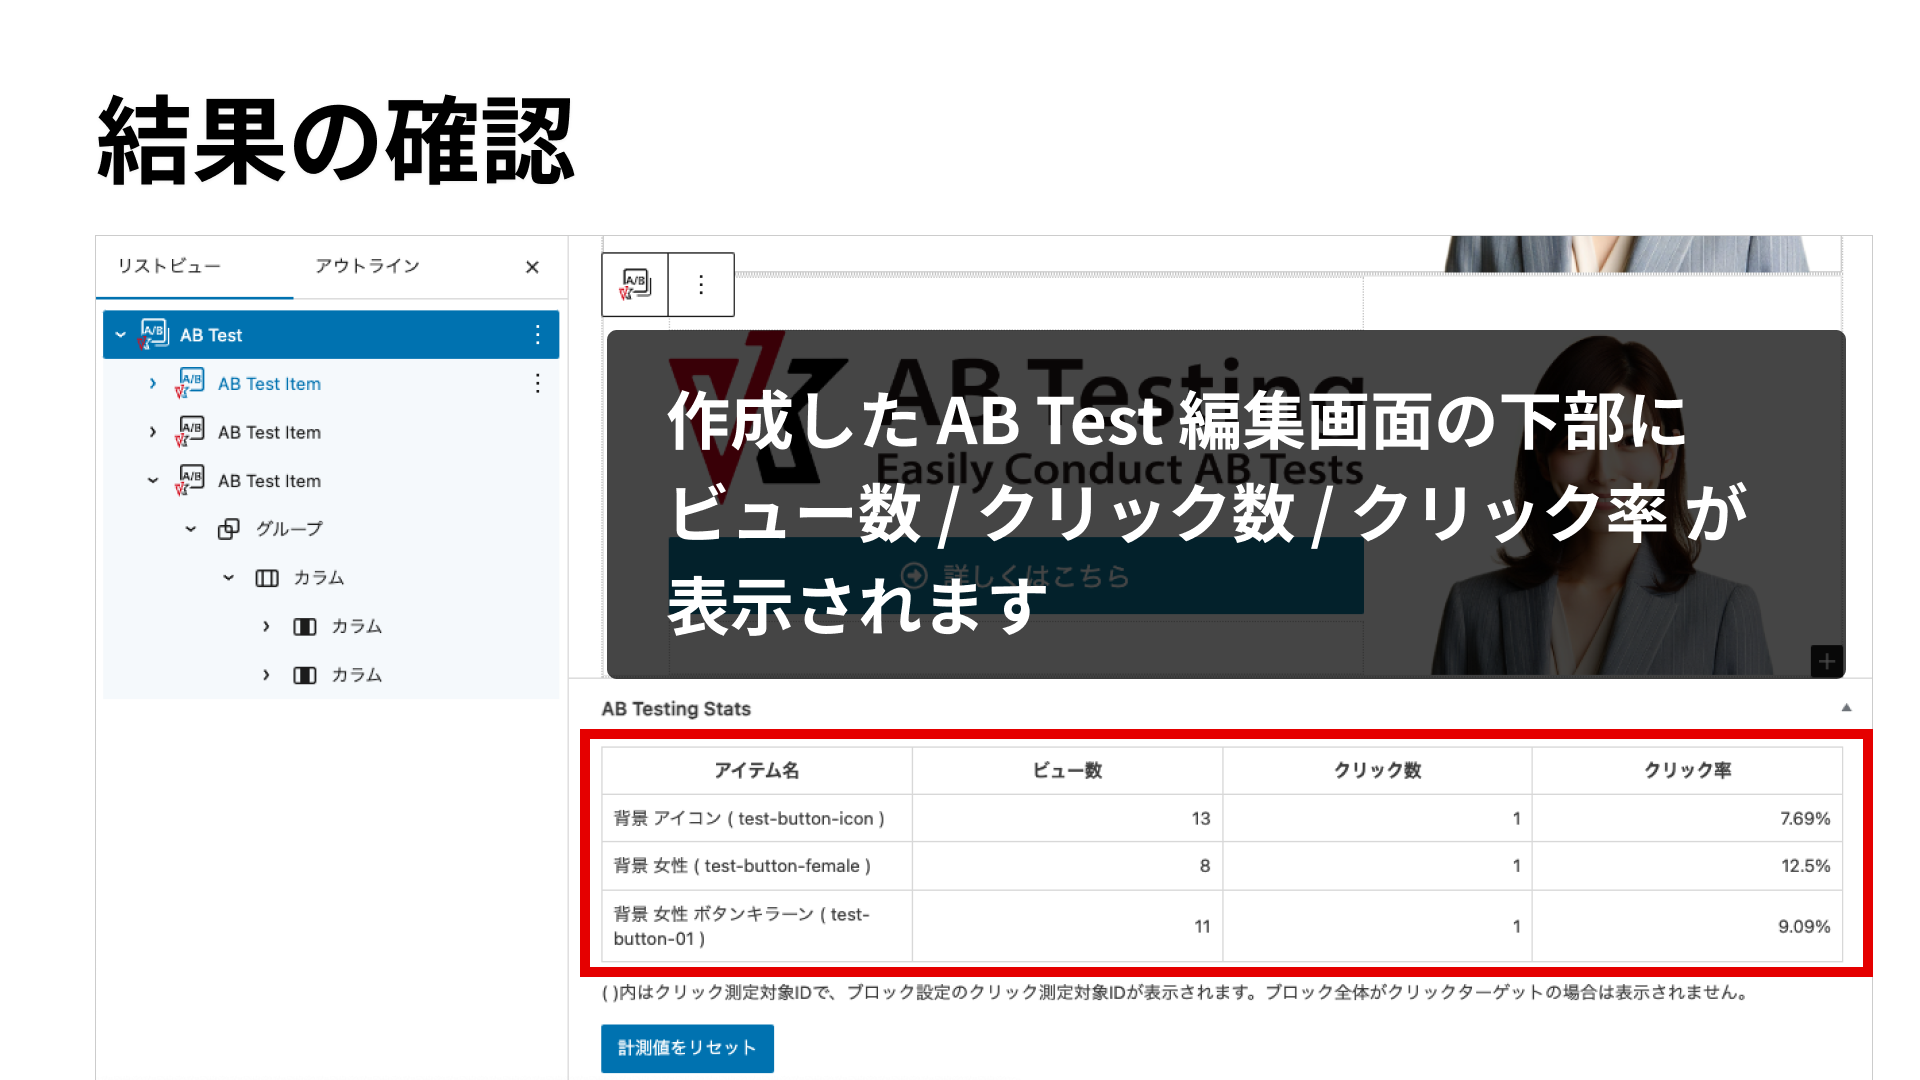 結果の確認
リストビュー
アウトライン
AB Test
AB Test Item
AB Test Item
AB Test Item
グループ
カラム
カラム
カラム
A/B
AB Testing
Easily Conduct AB Tests
詳しくはこちら
作成した AB Test 編集画面の下部に
ビュー数 / クリック数 / クリック率 が
表示されます
AB Testing Stats
アイテム名 ビュー数 クリック数 クリック率
背景 アイコン ( test-button-icon ) 13 1 7.69%
背景 女性 ( test-button-female ) 8 1 12.5%
背景 女性 ボタンキラーン ( test-
button-01 ) 11 1 9.09%
( )内はクリック測定対象IDで、ブロック設定のクリック測定対象IDが表示されます。ブロック全体がクリックターゲットの場合は表示されません。
計測値をリセット